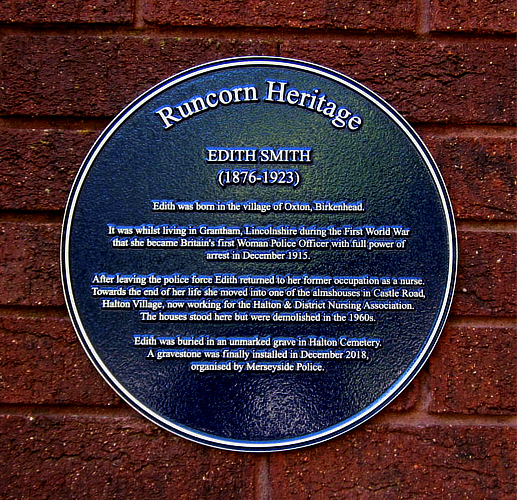 Runcorn Heritage
EDITH SMITH
(1876-1923)
Edith was born in the village of Oxton, Birkenhead.
It was whilst living in Grantham, Lincolnshire during the First World War
that she became Britain's first Woman Police Officer with full power of
arrest in December 1915.
After leaving the police force Edith returned to her former occupation as a nurse.
Towards the end of her life she moved into one of the almshouses in Castle Road,
Halton Village, now working for the Halton & District Nursing Association.
The houses stood here but were demolished in the 1960s.
Edith was buried in an unmarked grave in Halton Cemetery.
A gravestone was finally installed in December 2018,
organised by Merseyside Police.